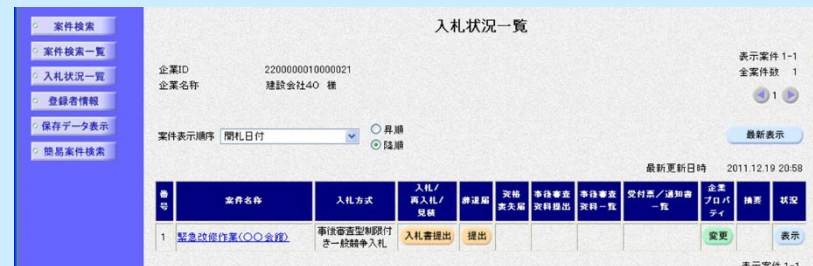 案件検索
案件検索一覧
入札状況一覧
登録者情報
保存データ表示
簡易案件検索
入札状況一覧
表示案件 1-1
全案件数 1
1
企業ID 2200000010000021
企業名称 建設会社40 様
案件表示順序 開札日付 昇順
降順
最新表示
最新更新日時 2011.12.19 20:58
番号 案件名称 入札方式 入札/再入札/見積 辞退届 資格喪失届 事後審査資料提出 事後審査資料一覧 受付票/通知書一覧 企業プロパティ 摘要 状況
1 緊急改修作業(〇〇会館) 事後審査型制限付き一般競争入札 入札書提出 提出 変更 表示
表示案件 1-1